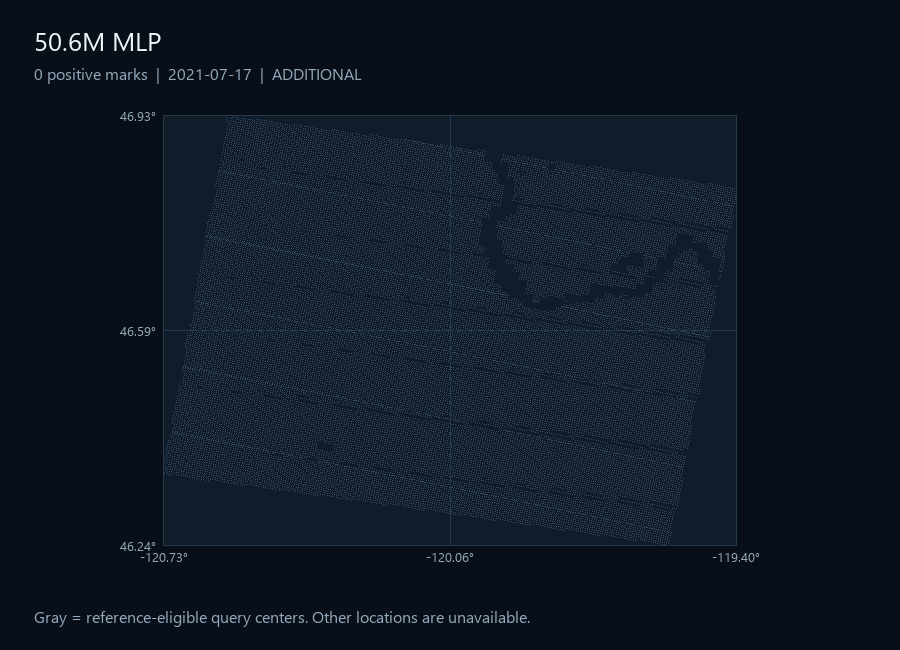 50.6M MLP
0 positive marks | 2021-07-17 | ADDITIONAL
46.93°
46.59°
46.24°
-120.73°
-120.06°
-119.40°
Gray = reference-eligible query centers. Other locations are unavailable.